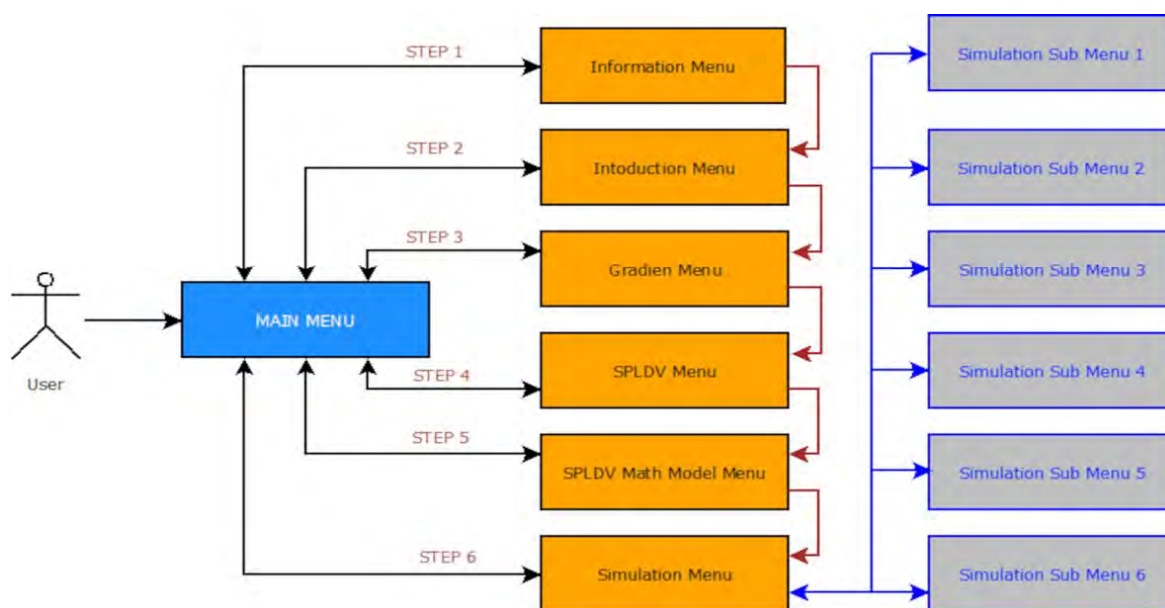 STEP 1
Information Menu
Simulation Sub Menu 1
STEP 2
Intoduction Menu
Simulation Sub Menu 2
STEP 3
Gradien Menu
Simulation Sub Menu 3
MAIN MENU
User
STEP 4
SPLDV Menu
Simulation Sub Menu 4
STEP 5
SPLDV Math Model Menu
Simulation Sub Menu 5
STEP 6
Simulation Menu
Simulation Sub Menu 6